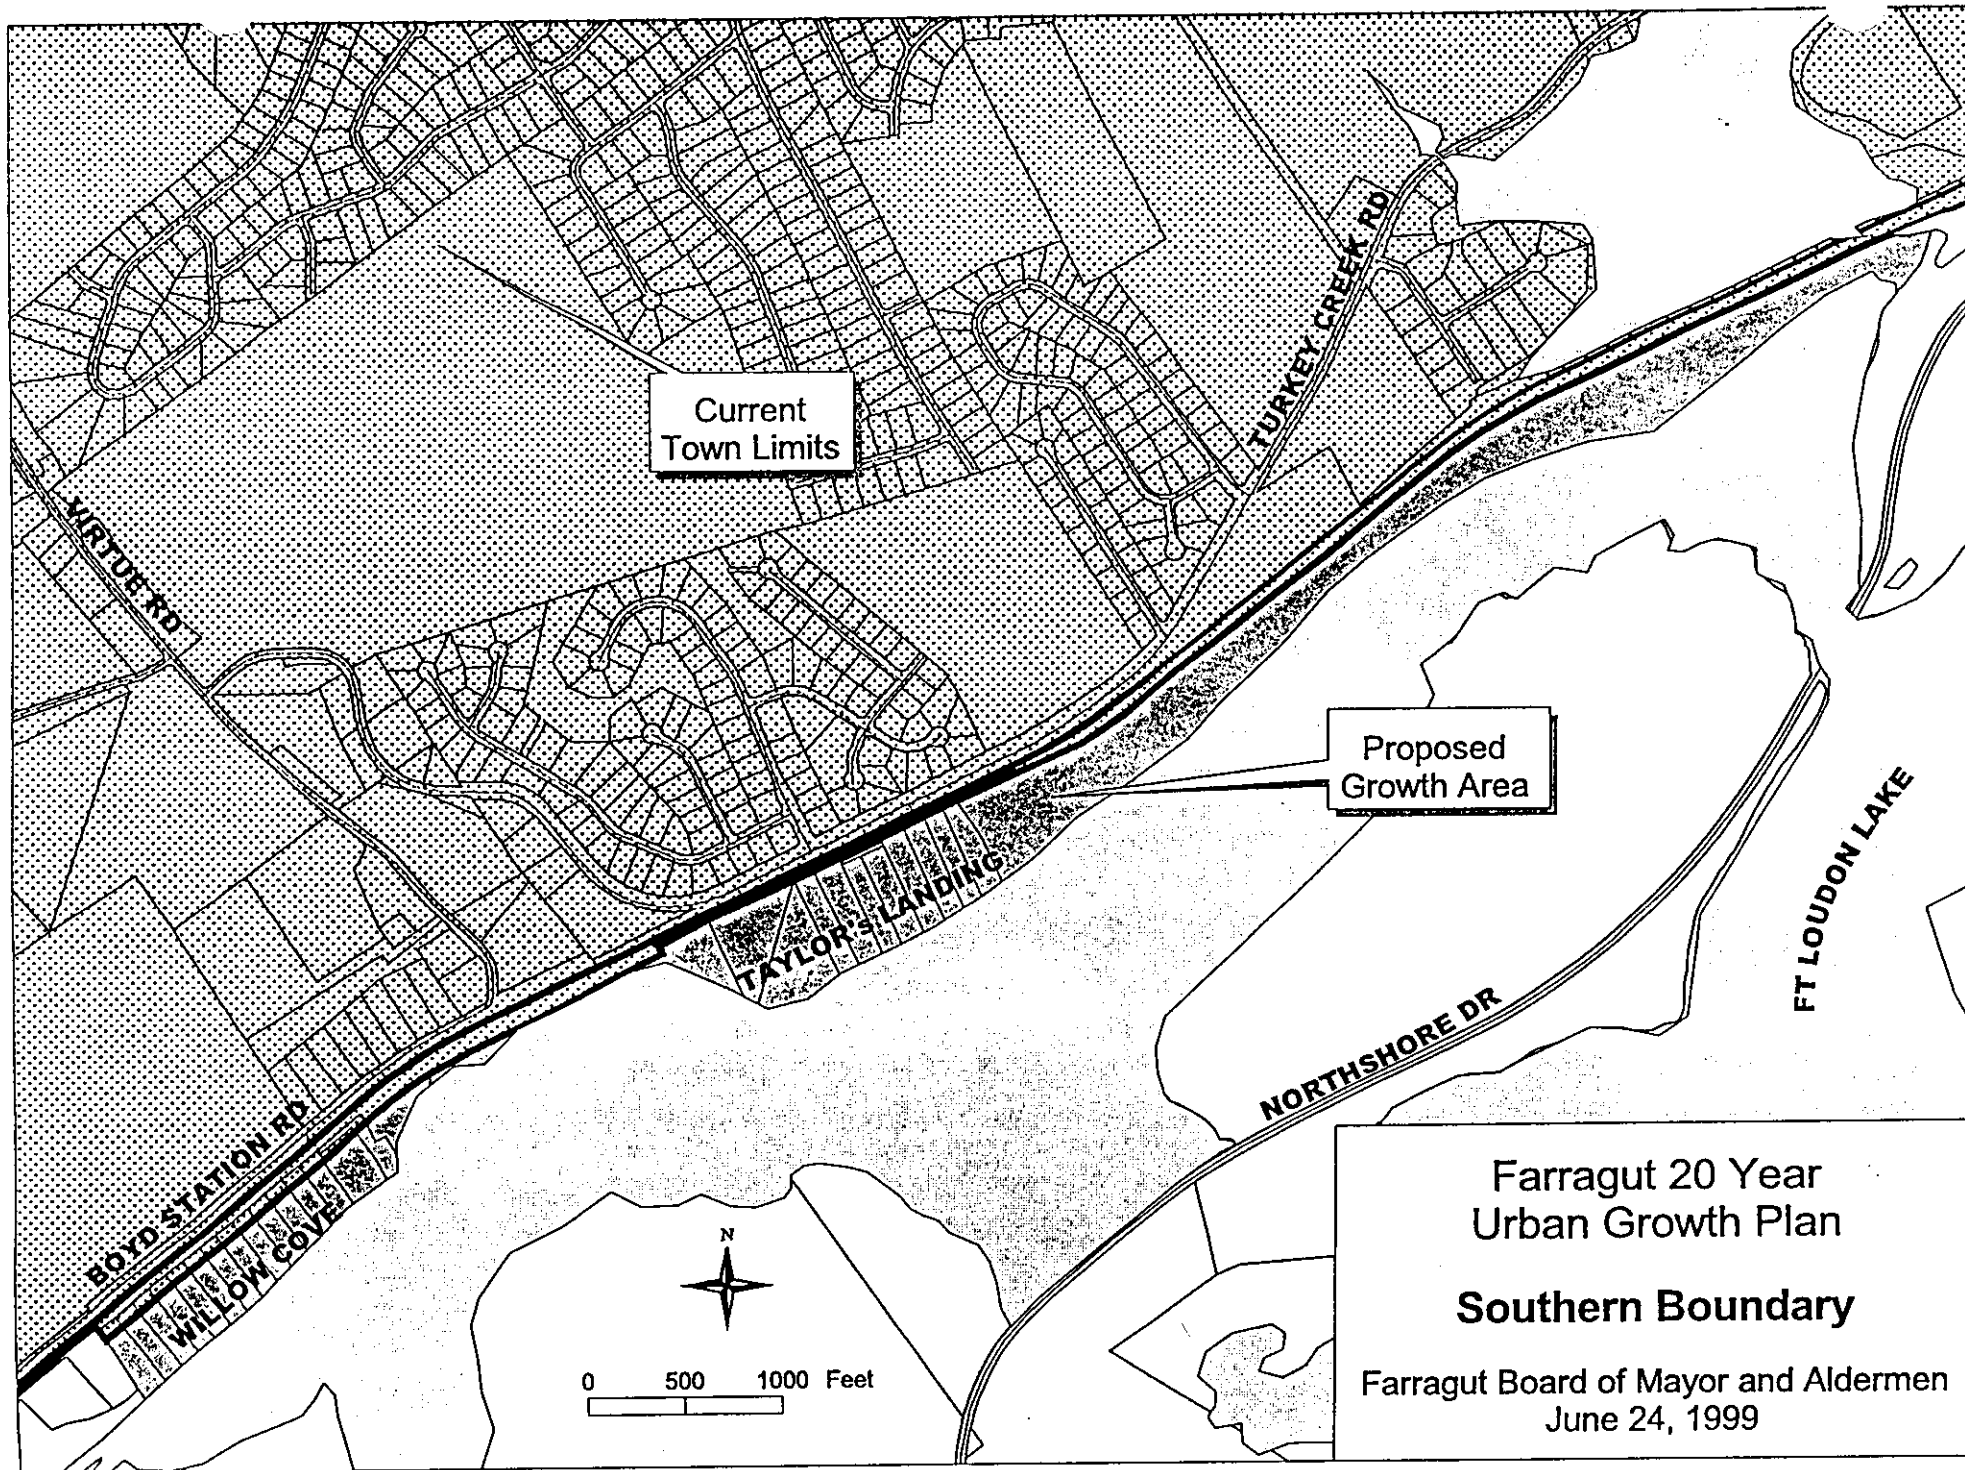 TURKEY CREEK RD
Current
Town Limits
VIRTUE RD
Proposed
Growth Area
TAYLOR's LANDING
FT LOUDON LAKE
NORTHSHORE DR
BOYD STATION RD
WILLOW COVE
N
0 500 1000 Feet
Farragut 20 Year
Urban Growth Plan
Southern Boundary
Farragut Board of Mayor and Aldermen
June 24, 1999